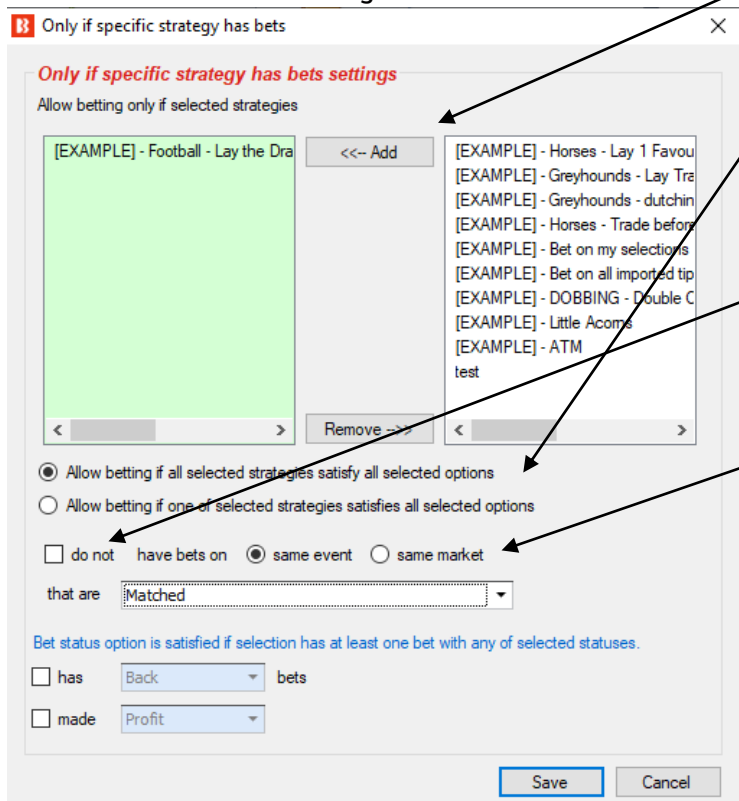 Only if specific strategy has bets
Only if specific strategy has bets settings
Allow betting only if selected strategies
[EXAMPLE] - Football - Lay the Dra
<<-- Add
[EXAMPLE] - Horses - Lay 1 Favou
[EXAMPLE] - Greyhounds - Lay Tra
[EXAMPLE] - Greyhounds - dutchin
[EXAMPLE] - Horses - Trade before
[EXAMPLE] - Bet on my selections
[EXAMPLE] - Bet on all imported tip
[EXAMPLE] - DOBBING - Double C
[EXAMPLE] - Little Acorns
[EXAMPLE] - ATM
test
Remove -->>
Allow betting if all selected strategies satisfy all selected options
Allow betting if one of selected strategies satisfies all selected options
do not have bets on same event same market
that are Matched
Bet status option is satisfied if selection has at least one bet with any of selected statuses.
has Back bets
made Profit
Save Cancel